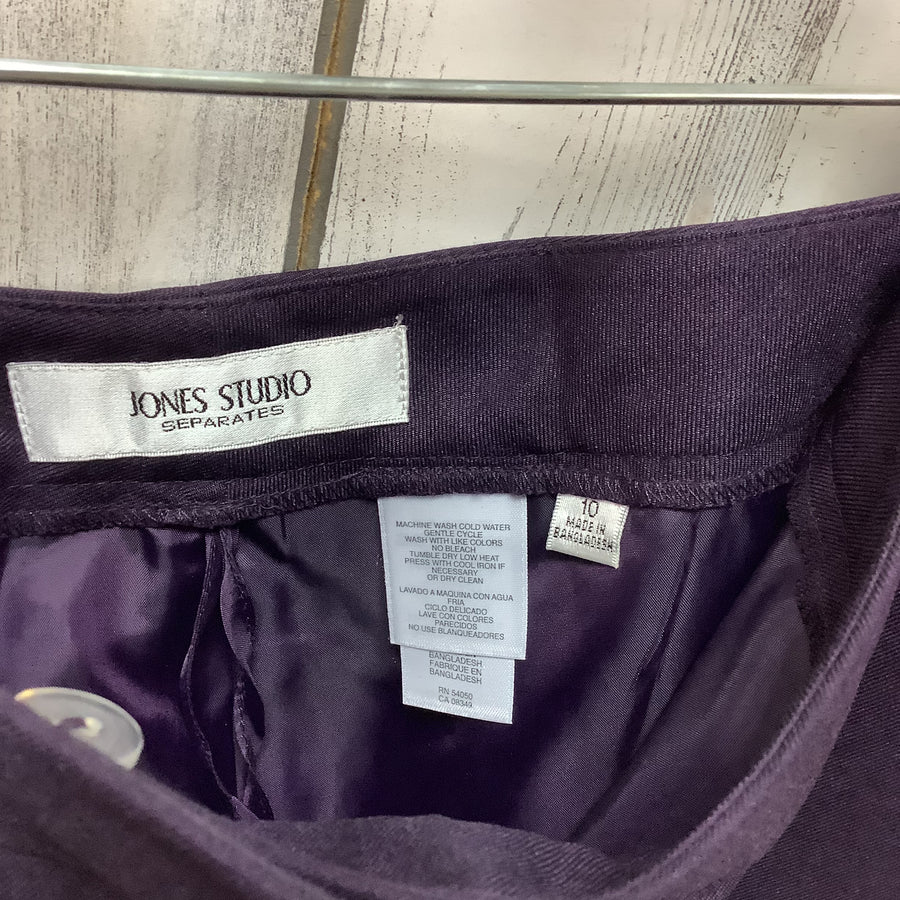 JONES STUDIO
SEPARATES
10
MADE IN
BANGLADESH
MACHINE WASH COLD WATER
GENTLE CYCLE
WASH WITH LIKE COLORS
NO BLEACH
TUMBLE DRY LOW HEAT
PRESS WITH COOL IRON IF
NECESSARY
OR DRY CLEAN
LAVADO A MAQUINA CON AGUA
FRIA
CICLO DELICADO
LAVE CON COLORES
PARECIDOS
NO USE BLANQUEADORES
BANGLADESH
FABRIQUE EN
BANGLADESH
RN 54050
CA 08349